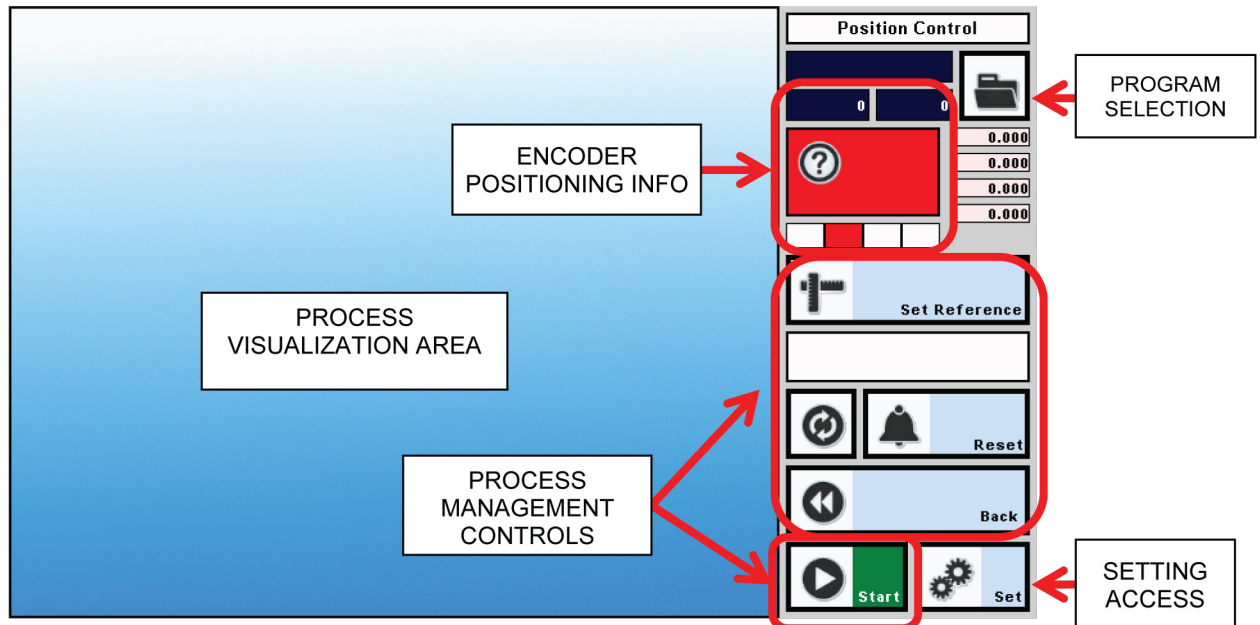 Position Control
PROGRAM
SELECTION
0 0
0.000
0.000
0.000
0.000
?
ENCODER
POSITIONING INFO
Set Reference
PROCESS
VISUALIZATION AREA
Reset
PROCESS
MANAGEMENT
CONTROLS
Back
Start
Set
SETTING
ACCESS